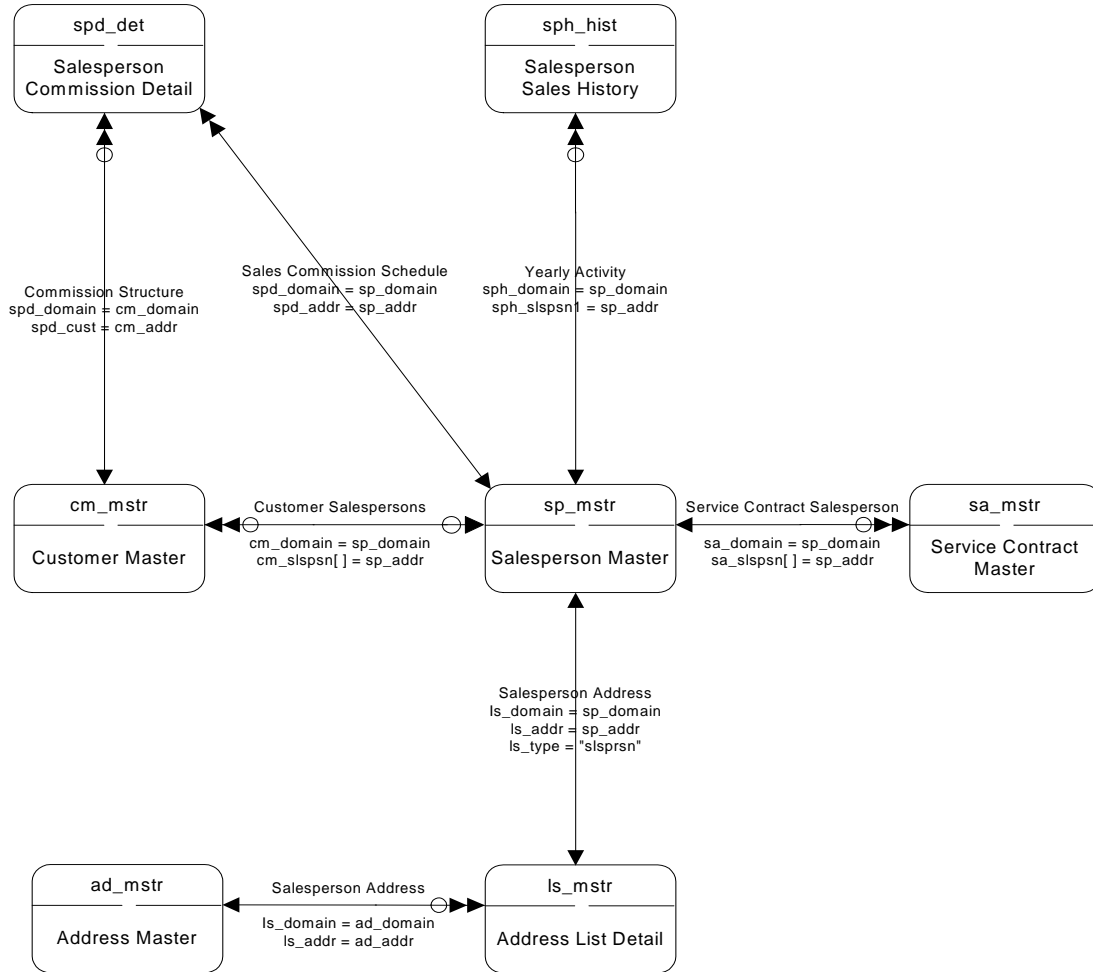 spd_det
Salesperson
Commission Detail
sph_hist
Salesperson
Sales History
Commission Structure
spd_domain = cm_domain
spd_cust = cm_addr
Sales Commission Schedule
spd_domain = sp_domain
spd_addr = sp_addr
Yearly Activity
sph_domain = sp_domain
sph_slspsn1 = sp_addr
cm_mstr
Customer Master
Customer Salespersons
cm_domain = sp_domain
cm_slspsn[ ] = sp_addr
sp_mstr
Salesperson Master
Service Contract Salesperson
sa_domain = sp_domain
sa_slspsn[ ] = sp_addr
sa_mstr
Service Contract
Master
Salesperson Address
ls_domain = sp_domain
ls_addr = sp_addr
ls_type = "slsprsn"
ad_mstr
Address Master
Salesperson Address
ls_domain = ad_domain
ls_addr = ad_addr
ls_mstr
Address List Detail